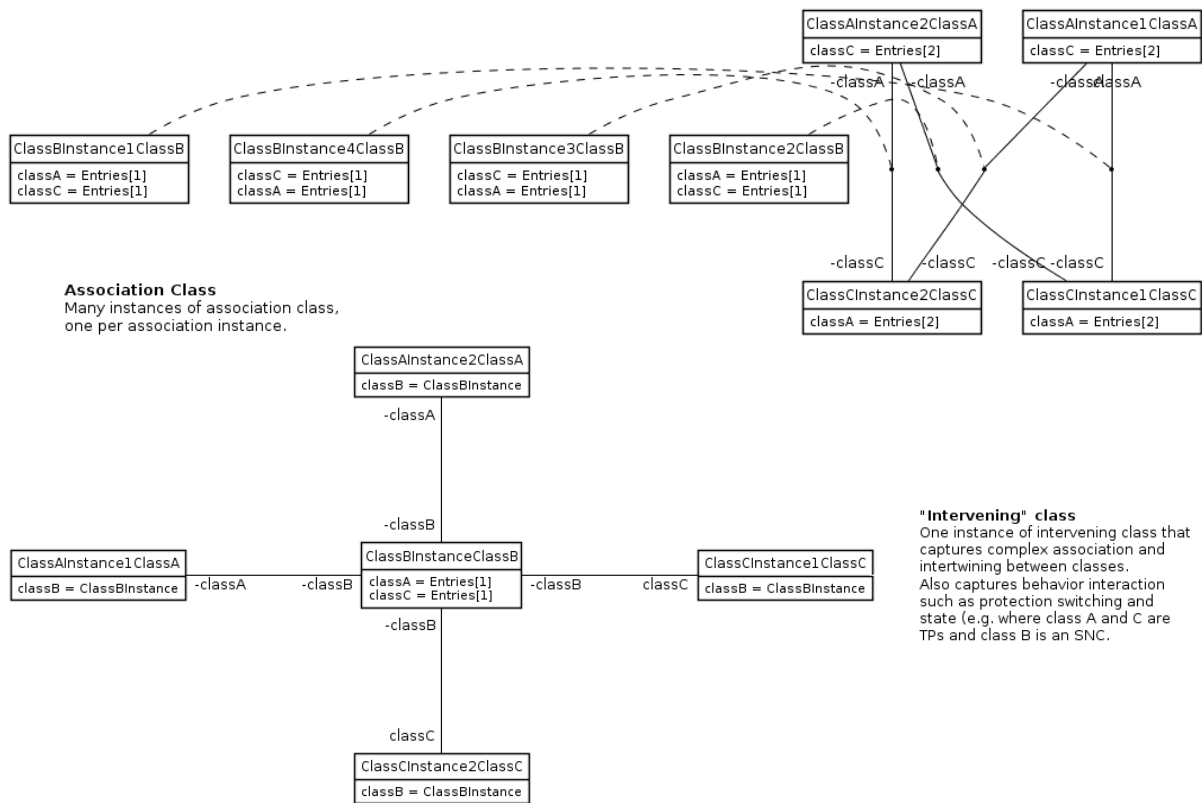 ClassAInstance2ClassA
classC = Entries[2]
ClassAInstance1ClassA
classC = Entries[2]
-classA
-classA
-classA
classA
ClassBInstance1ClassB
classA = Entries[1]
classC = Entries[1]
ClassBInstance4ClassB
classC = Entries[1]
classA = Entries[1]
ClassBInstance3ClassB
classC = Entries[1]
classA = Entries[1]
ClassBInstance2ClassB
classA = Entries[1]
classC = Entries[1]
-classC
-classC
-classC
-classC
ClassCInstance2ClassC
classA = Entries[2]
ClassCInstance1ClassC
classA = Entries[2]
Association Class
Many instances of association class,
one per association instance.
ClassAInstance2ClassA
classB = ClassBInstance
-classA
-classB
ClassAInstance1ClassA
classB = ClassBInstance
-classA
-classB
ClassBInstanceClassB
classA = Entries[1]
classC = Entries[1]
-classB
classC
ClassCInstance1ClassC
classB = ClassBInstance
-classB
classC
ClassCInstance2ClassC
classB = ClassBInstance
"Intervening" class
One instance of intervening class that
captures complex association and
intertwining between classes.
Also captures behavior interaction
such as protection switching and
state (e.g. where class A and C are
TPs and class B is an SNC.